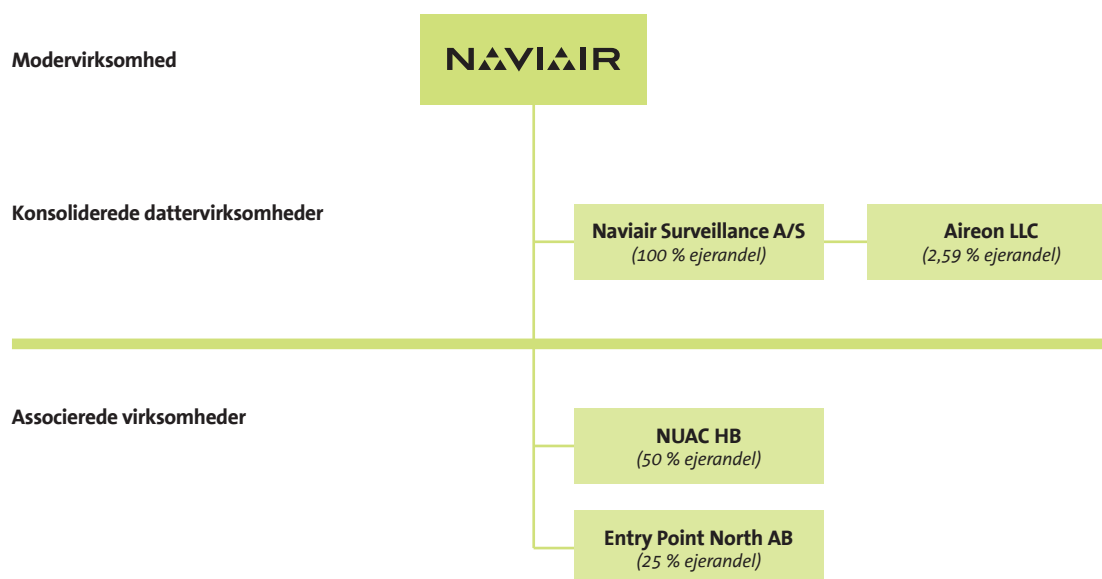 Modervirksomhed
NAVIAIR
Konsoliderede dattervirksomheder
Naviair Surveillance A/S
(100 % ejerandel)
Aireon LLC
(2,59 % ejerandel)
Associerede virksomheder
NUAC HB
(50 % ejerandel)
Entry Point North AB
(25 % ejerandel)